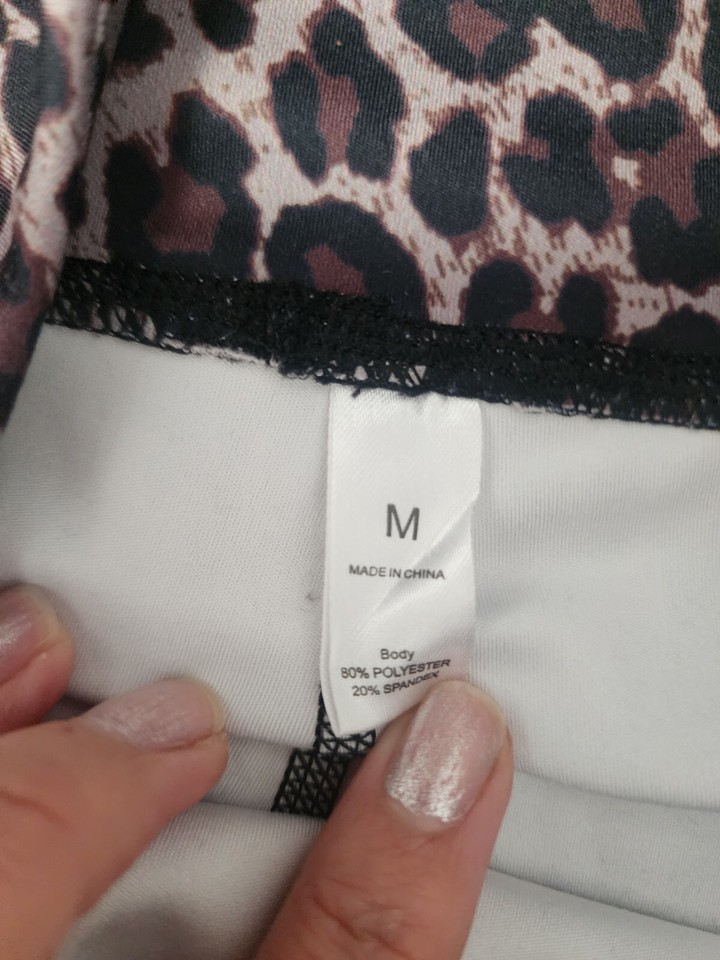 M
MADE IN CHINA
Body
80% POLYESTER
20% SPANDEX